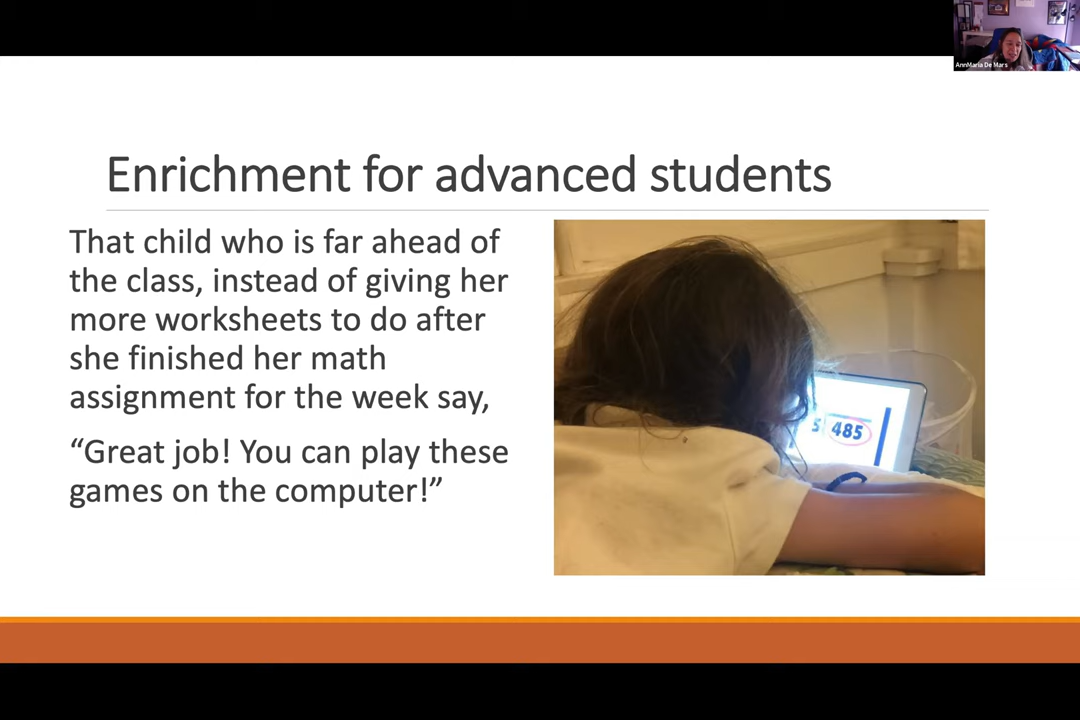 AnnMaria De Mars
Enrichment for advanced students
That child who is far ahead of
the class, instead of giving her
more worksheets to do after
she finished her math
assignment for the week say,
“Great job! You can play these
games on the computer!”
5 485